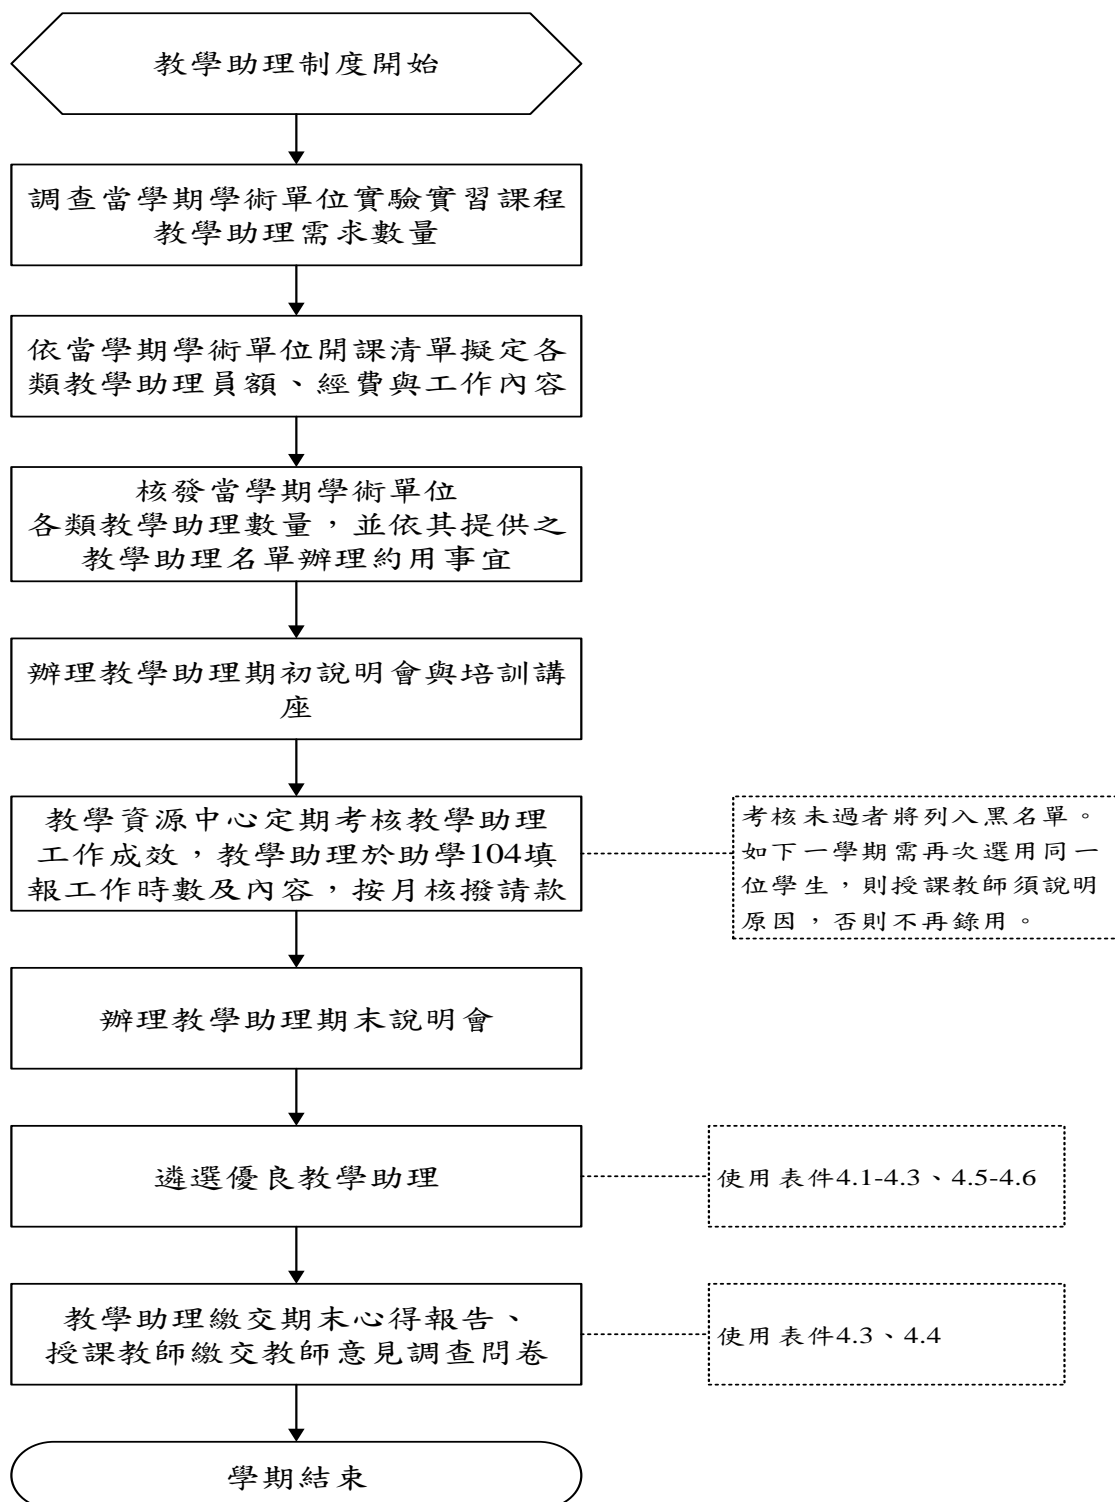 教學助理制度開始
調查當學期學術單位實驗實習課程
教學助理需求數量
依當學期學術單位開課清單擬定各
類教學助理員額、經費與工作內容
核發當學期學術單位
各類教學助理數量，並依其提供之
教學助理名單辦理約用事宜
辦理教學助理期初說明會與培訓講
座
教學資源中心定期考核教學助理
工作成效，教學助理於助學104填
報工作時數及內容，按月核撥請款
考核未過者將列入黑名單。
如下一學期需再次選用同一
位學生，則授課教師須說明
原因，否則不再錄用。
辦理教學助理期末說明會
遴選優良教學助理
使用表件4.1-4.3、4.5-4.6
教學助理繳交期末心得報告、
授課教師繳交教師意見調查問卷
使用表件4.3、4.4
學期結束